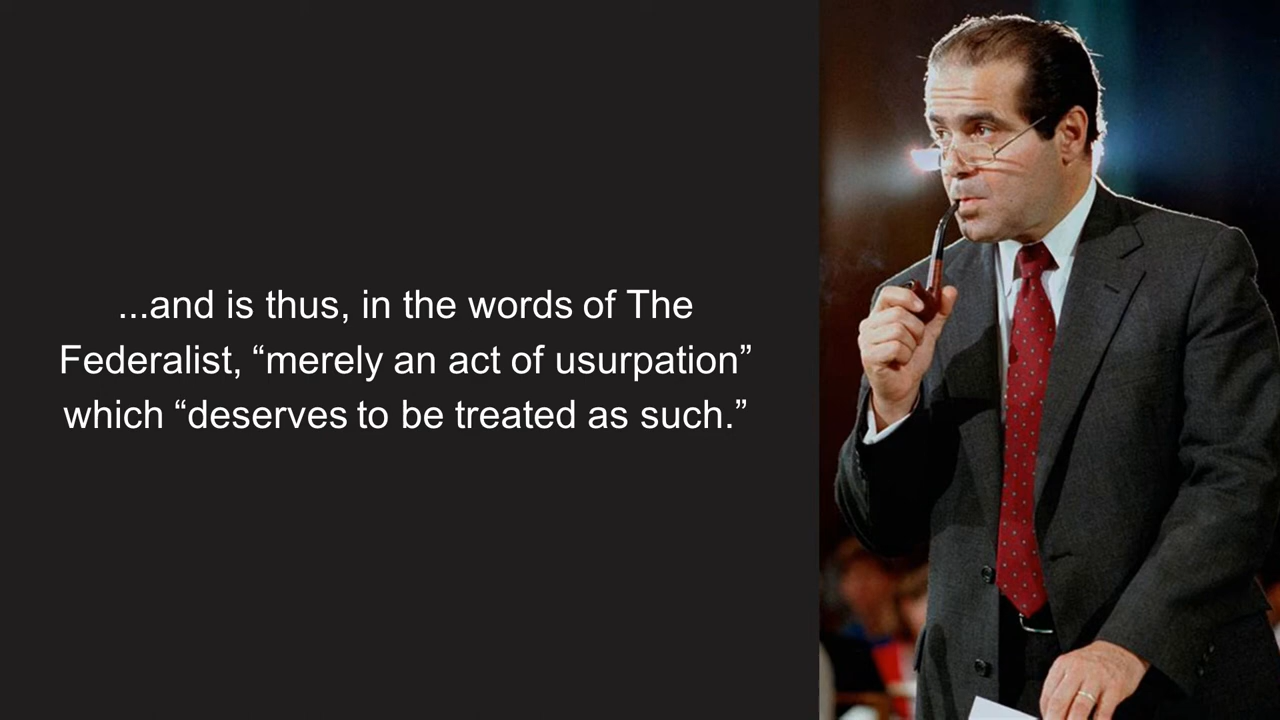 ...and is thus, in the words of The
Federalist, “merely an act of usurpation”
which “deserves to be treated as such.”